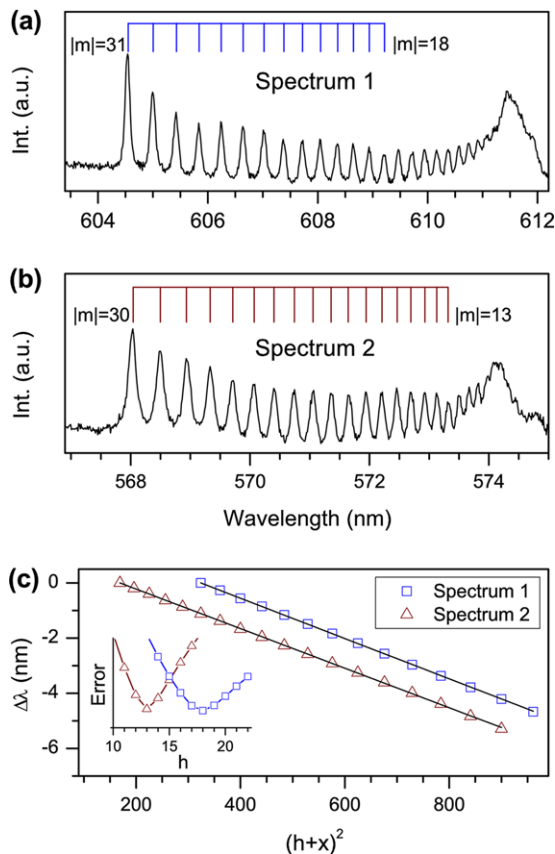 (a)
|m|=31
|m|=18
Spectrum 1
Int. (a.u.)
604 606 608 610 612
(b)
|m|=30
|m|=13
Spectrum 2
Int. (a.u.)
568 570 572 574
Wavelength (nm)
(c)
Spectrum 1
Spectrum 2
0
-2
-4
-6
Δλ (nm)
Error
10 15 20
h
200 400 600 800
(h+x)²